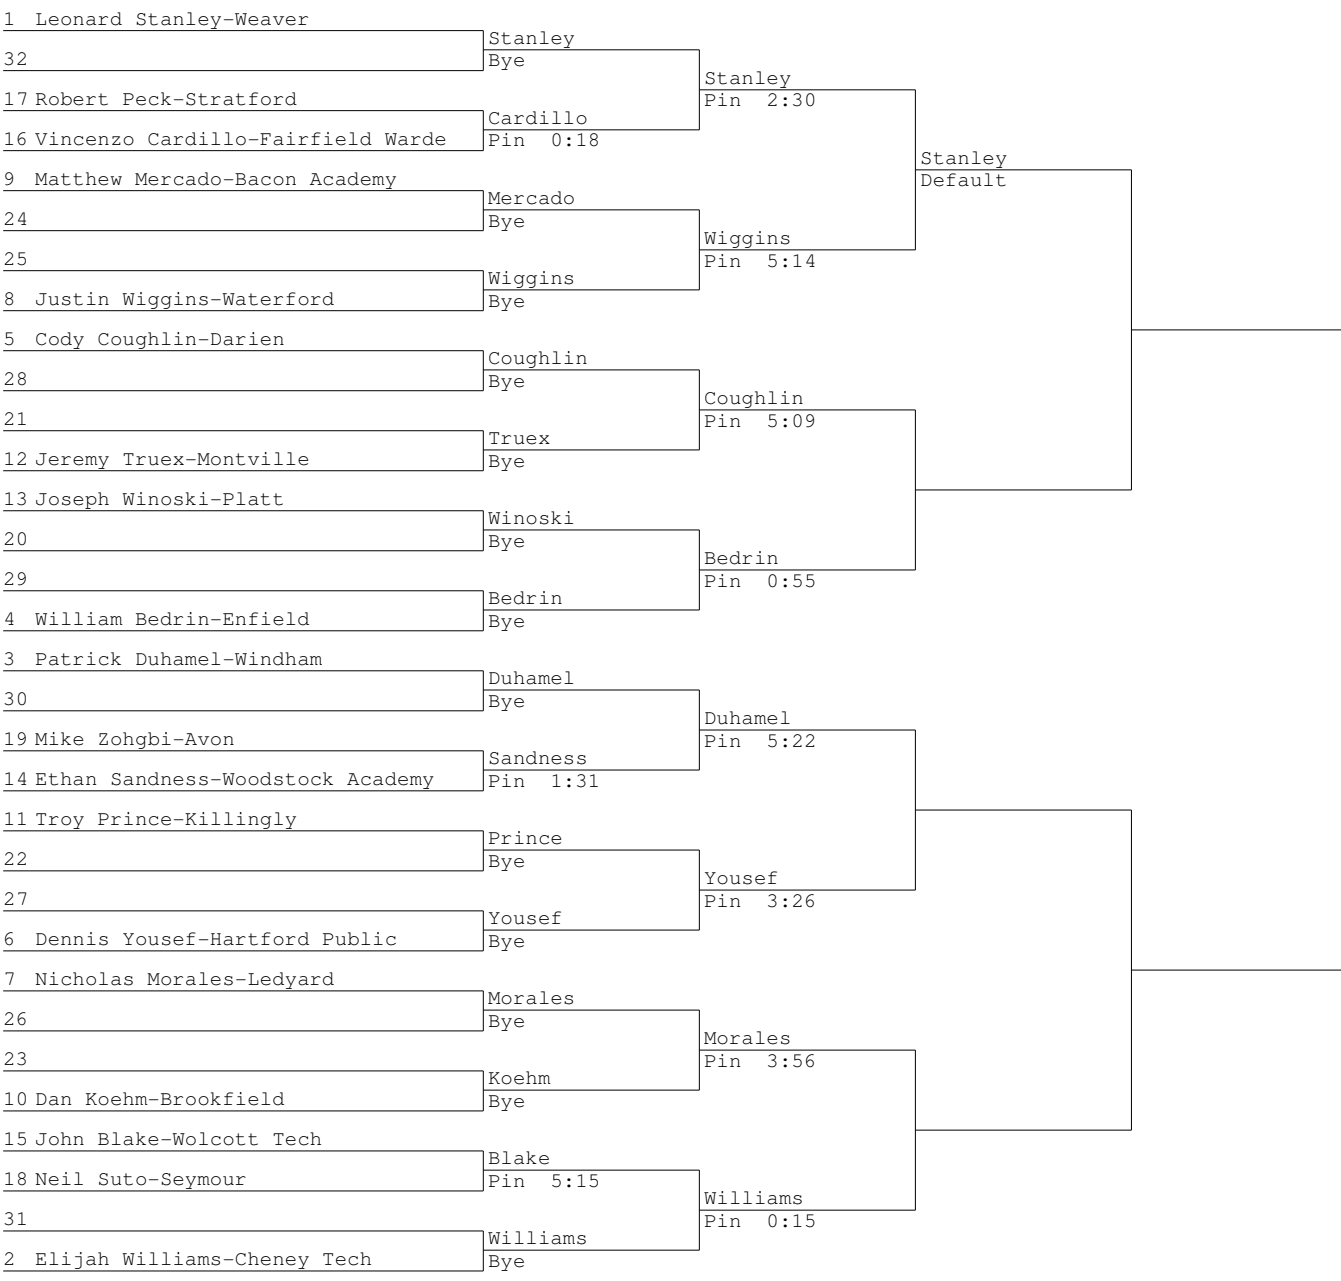 1 Leonard Stanley-Weaver
Stanley
32
Bye
Stanley
17 Robert Peck-Stratford
Pin 2:30
Cardillo
16 Vincenzo Cardillo-Fairfield Warde
Pin 0:18
Stanley
9 Matthew Mercado-Bacon Academy
Default
Mercado
24
Bye
Wiggins
25
Pin 5:14
Wiggins
8 Justin Wiggins-Waterford
Bye
5 Cody Coughlin-Darien
Coughlin
28
Bye
Coughlin
21
Pin 5:09
Truex
12 Jeremy Truex-Montville
Bye
13 Joseph Winoski-Platt
Winoski
20
Bye
Bedrin
29
Pin 0:55
Bedrin
4 William Bedrin-Enfield
Bye
3 Patrick Duhamel-Windham
Duhamel
30
Bye
Duhamel
19 Mike Zohgbi-Avon
Pin 5:22
Sandness
14 Ethan Sandness-Woodstock Academy
Pin 1:31
11 Troy Prince-Killingly
Prince
22
Bye
Yousef
27
Pin 3:26
Yousef
6 Dennis Yousef-Hartford Public
Bye
7 Nicholas Morales-Ledyard
Morales
26
Bye
Morales
23
Pin 3:56
Koehm
10 Dan Koehm-Brookfield
Bye
15 John Blake-Wolcott Tech
Blake
18 Neil Suto-Seymour
Pin 5:15
Williams
31
Pin 0:15
Williams
2 Elijah Williams-Cheney Tech
Bye